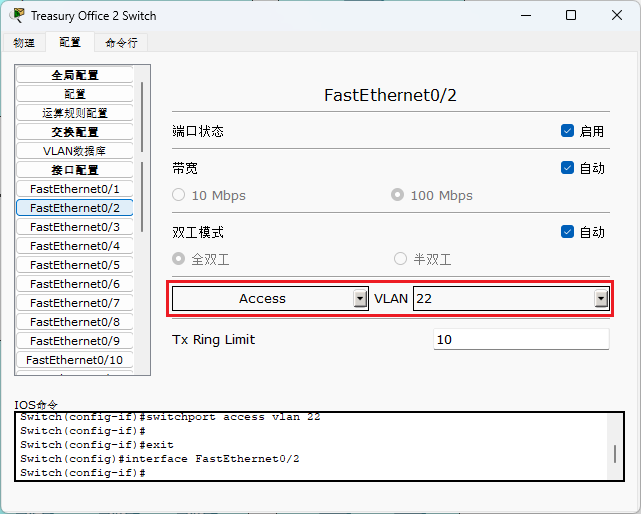 Treasury Office 2 Switch
物理 配置 命令行
全局配置
配置
运算规则配置
交换配置
VLAN数据库
接口配置
FastEthernet0/1
FastEthernet0/2
FastEthernet0/3
FastEthernet0/4
FastEthernet0/5
FastEthernet0/6
FastEthernet0/7
FastEthernet0/8
FastEthernet0/9
FastEthernet0/10
FastEthernet0/2
端口状态 启用
带宽 自动
10 Mbps 100 Mbps
双工模式 自动
全双工 半双工
Access VLAN 22
Tx Ring Limit 10
IOS命令
Switch(config-if)#switchport access vlan 22
Switch(config-if)#
Switch(config-if)#exit
Switch(config)#interface FastEthernet0/2
Switch(config-if)#